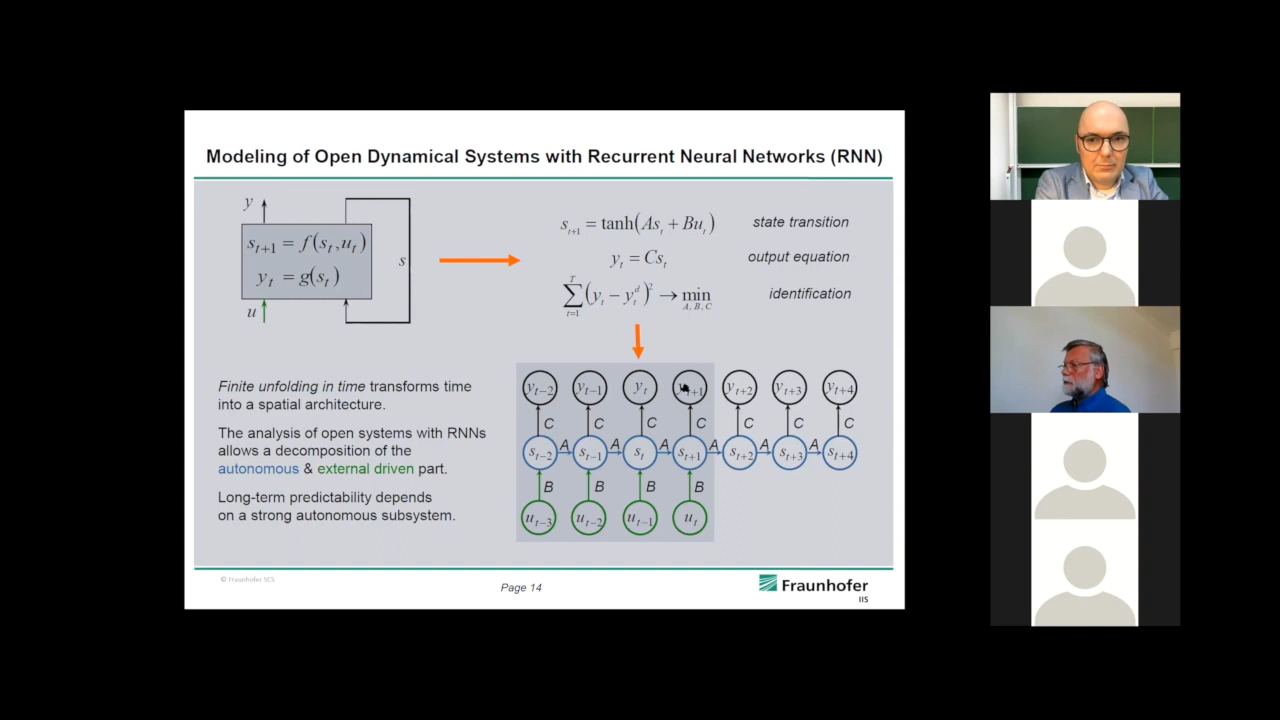 Modeling of Open Dynamical Systems with Recurrent Neural Networks (RNN)
y
s_{t+1} = f(s_t, u_t)
y_t = g(s_t)
s
u
s_{t+1} = tanh(As_t + Bu_t) state transition
y_t = Cs_t output equation
\sum_{t=1}^{T} (y_t − y_t^d)^2 → min_{A, B, C} identification
Finite unfolding in time transforms time
into a spatial architecture.
The analysis of open systems with RNNs
allows a decomposition of the
autonomous & external driven part.
Long-term predictability depends
on a strong autonomous subsystem.
y_{t−2} y_{t−1} y_t y_{t+1} y_{t+2} y_{t+3} y_{t+4}
C C C C C C C
A A A A A A
s_{t−2} s_{t−1} s_t s_{t+1} s_{t+2} s_{t+3} s_{t+4}
B B B B
u_{t−3} u_{t−2} u_{t−1} u_t
© Fraunhofer SCS
Page 14
Fraunhofer
IIS